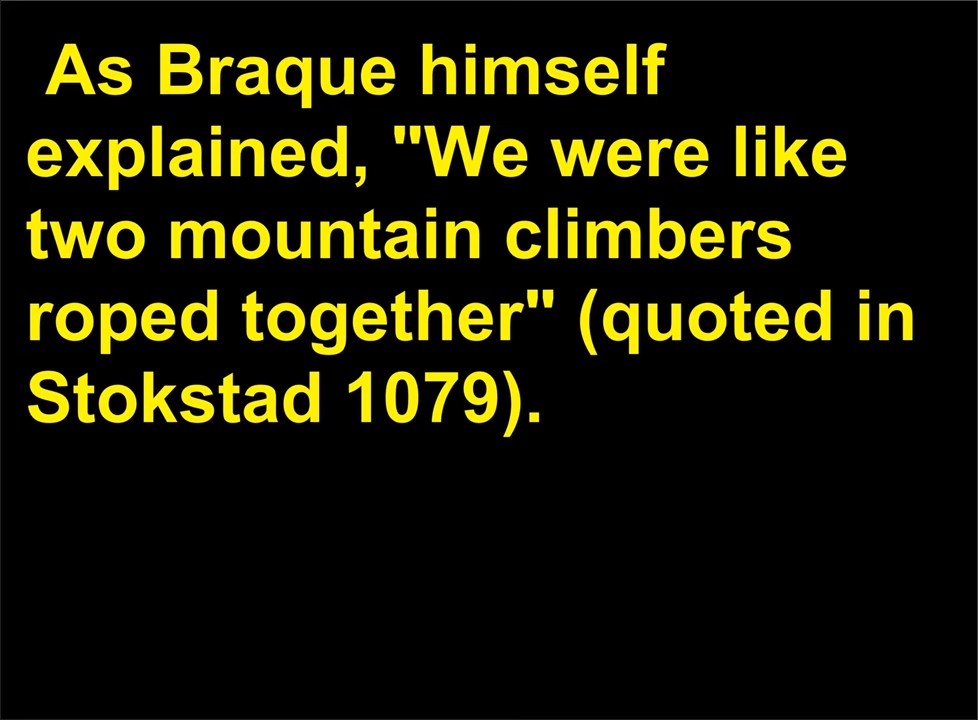 As Braque himself
explained, "We were like
two mountain climbers
roped together" (quoted in
Stokstad 1079).